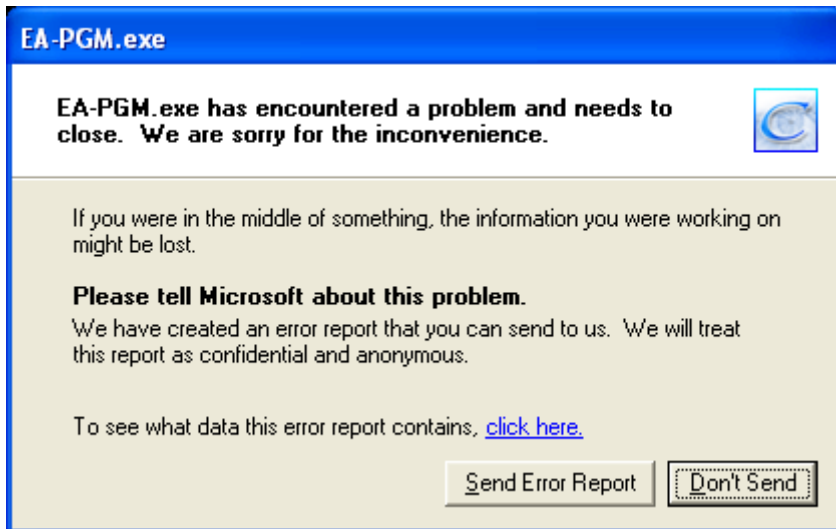 EA-PGM.exe
EA-PGM.exe has encountered a problem and needs to
close.  We are sorry for the inconvenience.
If you were in the middle of something, the information you were working on
might be lost.
Please tell Microsoft about this problem.
We have created an error report that you can send to us.  We will treat
this report as confidential and anonymous.
To see what data this error report contains, click here.
Send Error Report
Don't Send